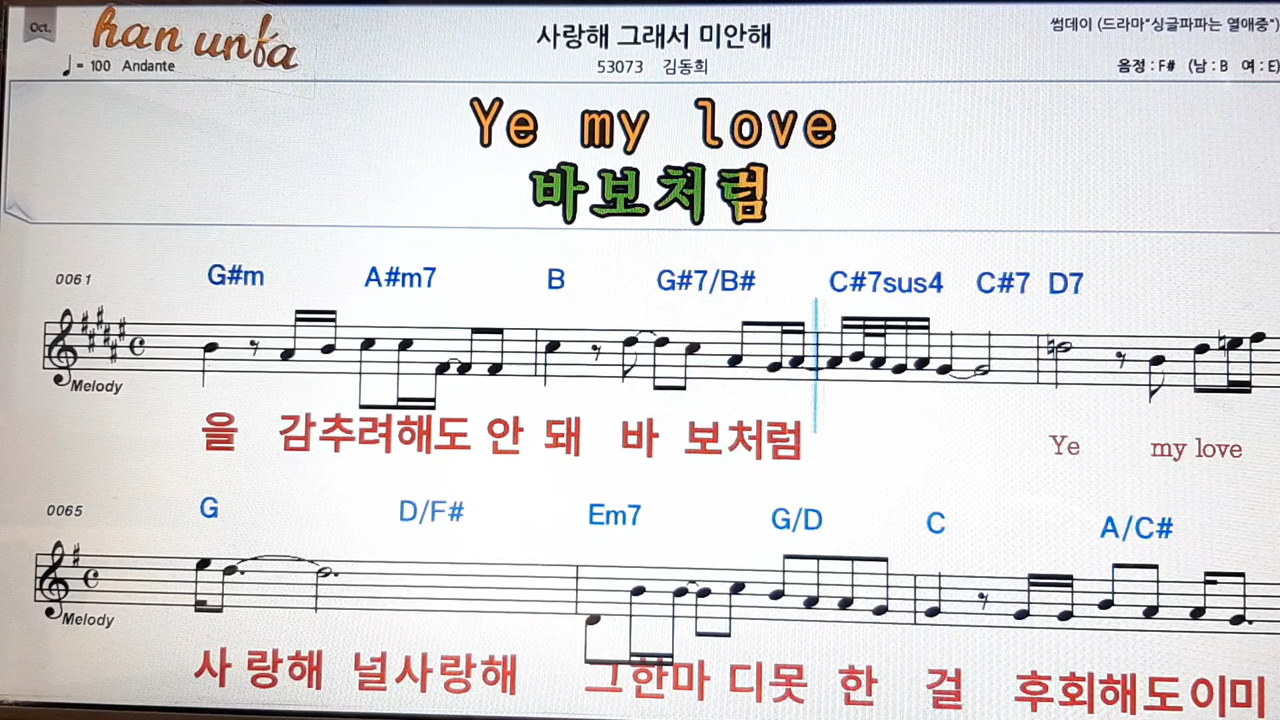 Oct.
han unfa
사랑해 그래서 미안해
썸데이 (드라마"싱글파파는 열애중")
♩= 100 Andante
53073 김동희
음정 : F# (남 : B 여 : E)
Ye my love
바보처럼
0061
G#m A#m7 B G#7/B# C#7sus4 C#7 D7
Melody
을 감추려해도 안 돼 바 보처럼 Ye my love
0065
G D/F# Em7 G/D C A/C#
Melody
사 랑해 널사랑해 그한마 디못 한 걸 후회해도이미